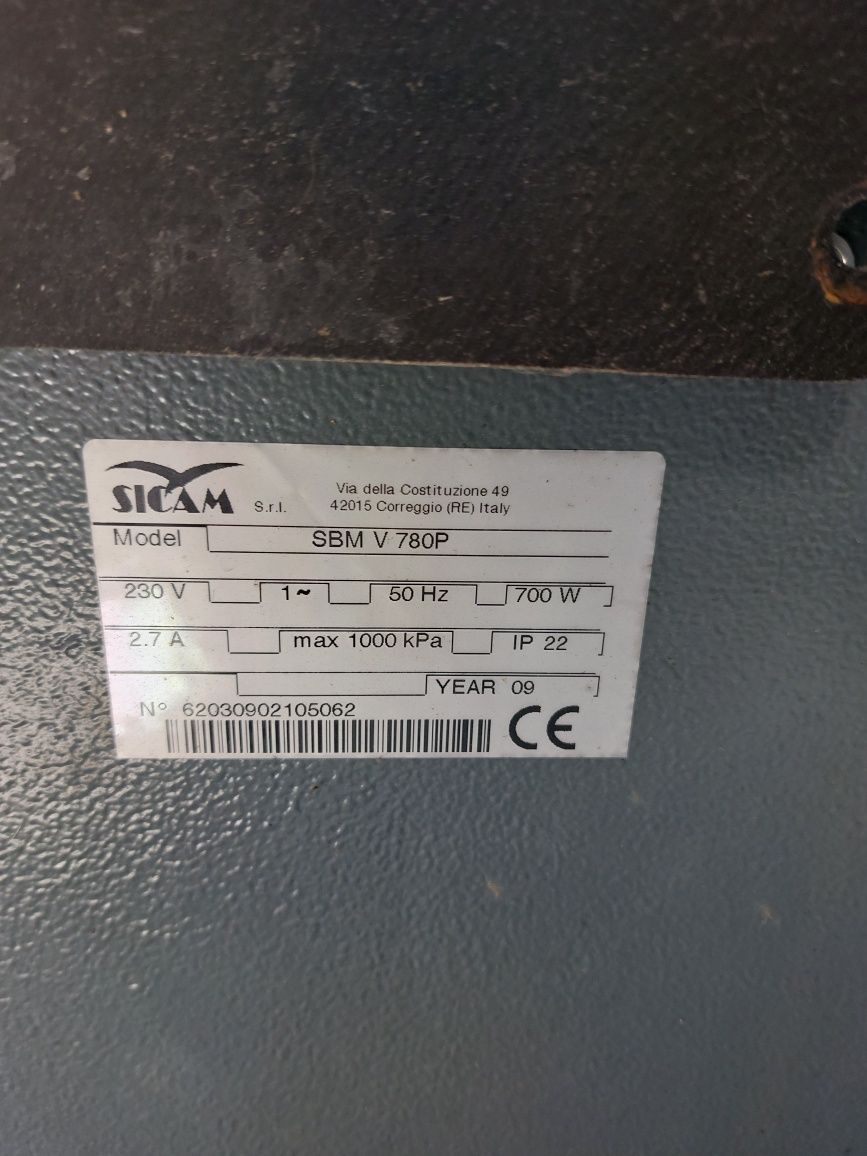 SICAM S.r.l.
Via della Costituzione 49
42015 Correggio (RE) Italy
Model SBM V 780P
230 V 1~ 50 Hz 700 W
2.7 A max 1000 kPa IP 22
YEAR 09
N° 62030902105062
CE